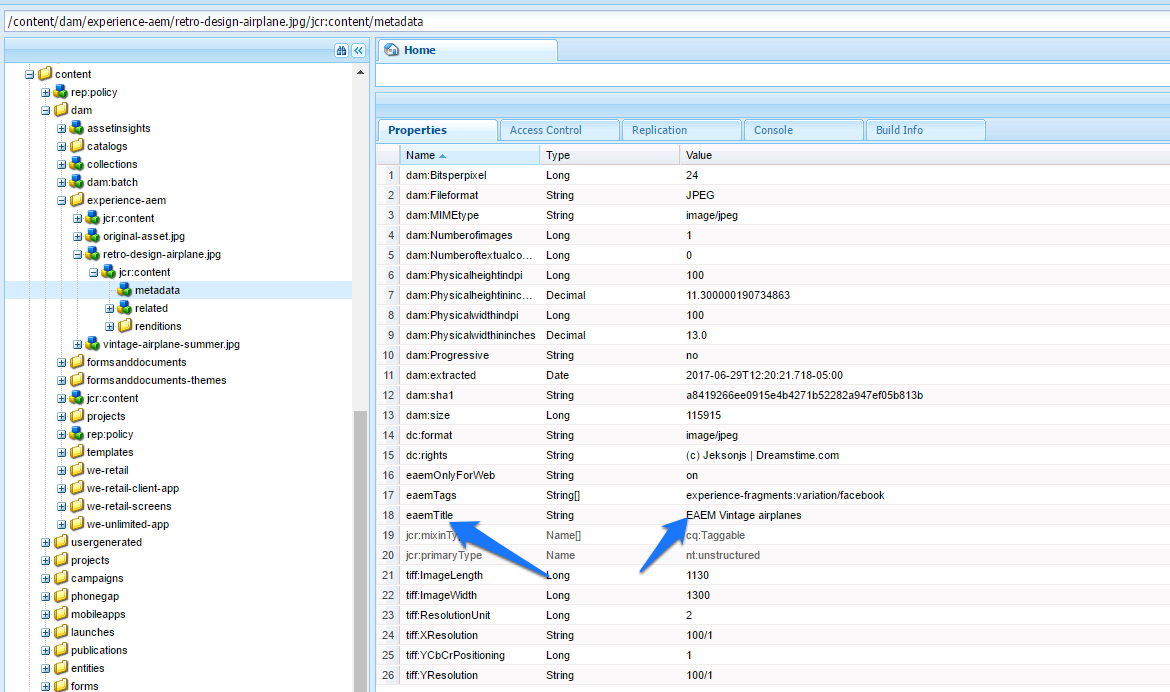 /content/dam/experience-aem/retro-design-airplane.jpg/jcr:content/metadata
content
rep:policy
dam
assetinsights
catalogs
collections
dam:batch
experience-aem
jcr:content
original-asset.jpg
retro-design-airplane.jpg
jcr:content
metadata
related
renditions
vintage-airplane-summer.jpg
formsanddocuments
formsanddocuments-themes
jcr:content
projects
rep:policy
templates
we-retail
we-retail-client-app
we-retail-screens
we-unlimited-app
usergenerated
projects
campaigns
phonegap
mobileapps
launches
publications
entities
forms
Home
Properties Access Control Replication Console Build Info
Name Type Value
1 dam:Bitsperpixel Long 24
2 dam:Fileformat String JPEG
3 dam:MIMEtype String image/jpeg
4 dam:Numberofimages Long 1
5 dam:Numberoftextualco... Long 0
6 dam:Physicalheightindpi Long 100
7 dam:Physicalheightininc... Decimal 11.300000190734863
8 dam:Physicalwidthindpi Long 100
9 dam:Physicalwidthininches Decimal 13.0
10 dam:Progressive String no
11 dam:extracted Date 2017-06-29T12:20:21.718-05:00
12 dam:sha1 String a8419266ee0915e4b4271b52282a947ef05b813b
13 dam:size Long 115915
14 dc:format String image/jpeg
15 dc:rights String (c) Jeksonjs | Dreamstime.com
16 eaemOnlyForWeb String on
17 eaemTags String[] experience-fragments:variation/facebook
18 eaemTitle String EAEM Vintage airplanes
19 jcr:mixinTy Name[] cq:Taggable
20 jcr:primaryType Name nt:unstructured
21 tiff:ImageLength Long 1130
22 tiff:ImageWidth Long 1300
23 tiff:ResolutionUnit Long 2
24 tiff:XResolution String 100/1
25 tiff:YCbCrPositioning Long 1
26 tiff:YResolution String 100/1